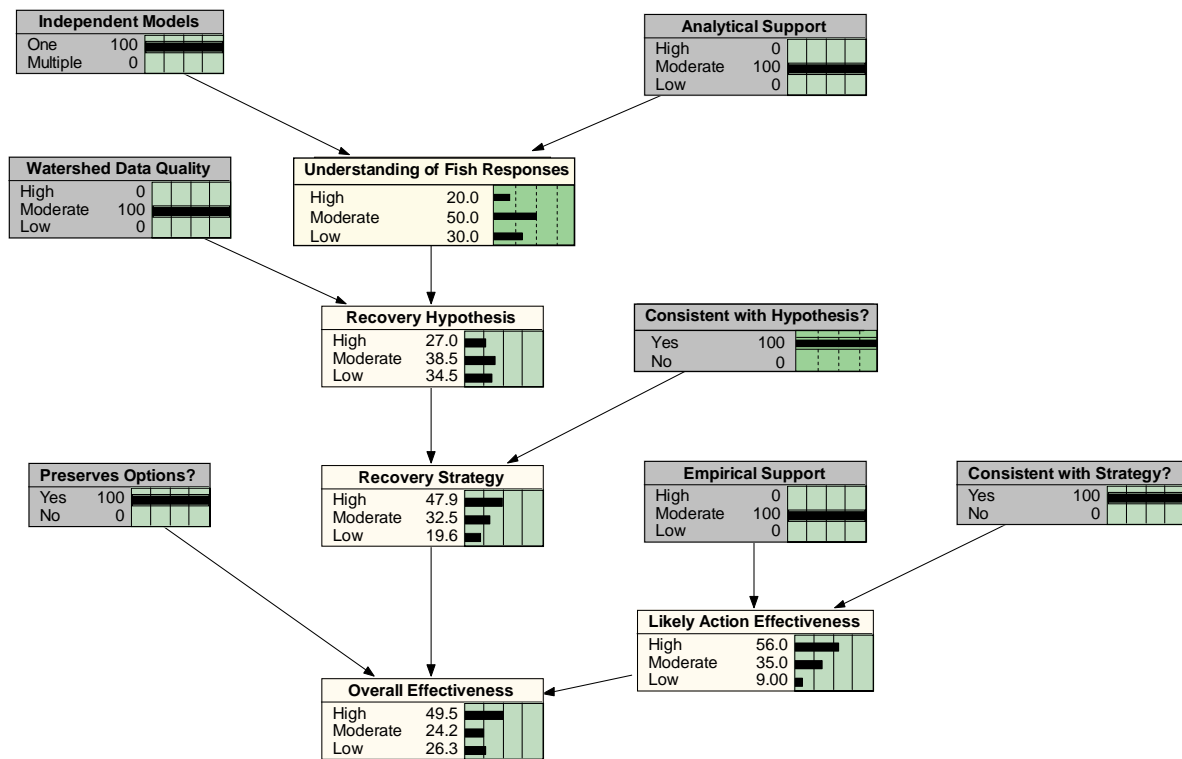 Independent Models
One 100
Multiple 0
Analytical Support
High 0
Moderate 100
Low 0
Watershed Data Quality
High 0
Moderate 100
Low 0
Understanding of Fish Responses
High 20.0
Moderate 50.0
Low 30.0
Recovery Hypothesis
High 27.0
Moderate 38.5
Low 34.5
Consistent with Hypothesis?
Yes 100
No 0
Preserves Options?
Yes 100
No 0
Recovery Strategy
High 47.9
Moderate 32.5
Low 19.6
Empirical Support
High 0
Moderate 100
Low 0
Consistent with Strategy?
Yes 100
No 0
Likely Action Effectiveness
High 56.0
Moderate 35.0
Low 9.00
Overall Effectiveness
High 49.5
Moderate 24.2
Low 26.3